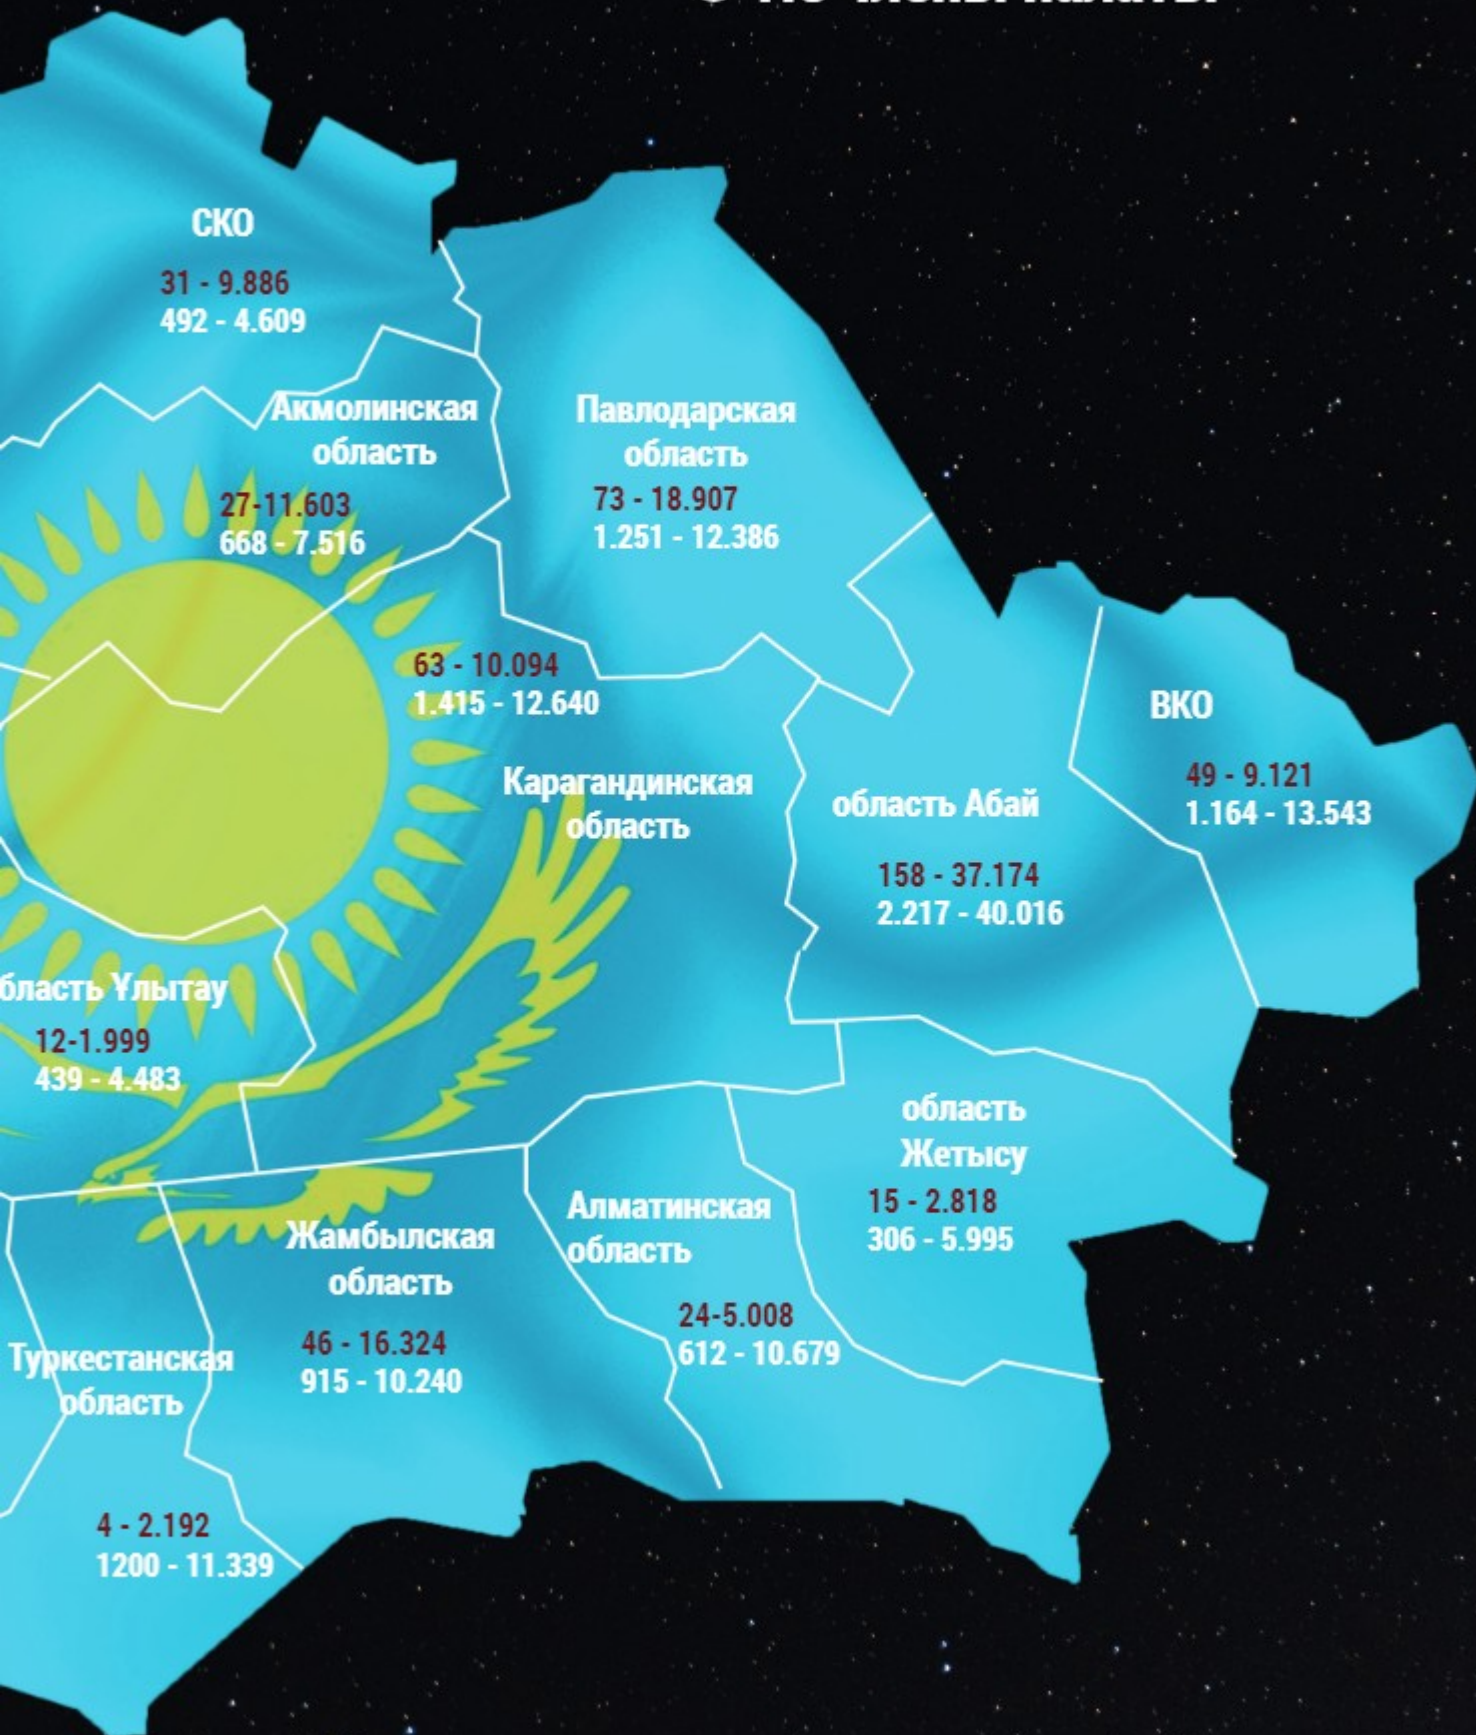 СКО
31 - 9.886
492 - 4.609
Акмолинская
область
27-11.603
668 - 7.516
Павлодарская
область
73 - 18.907
1.251 - 12.386
63 - 10.094
1.415 - 12.640
Карагандинская
область
область Абай
158 - 37.174
2.217 - 40.016
ВКО
49 - 9.121
1.164 - 13.543
бласть Ұлытау
12-1.999
439 - 4.483
область
Жетысу
15 - 2.818
306 - 5.995
Алматинская
область
24-5.008
612 - 10.679
Жамбылская
область
46 - 16.324
915 - 10.240
Туркестанская
область
4 - 2.192
1200 - 11.339